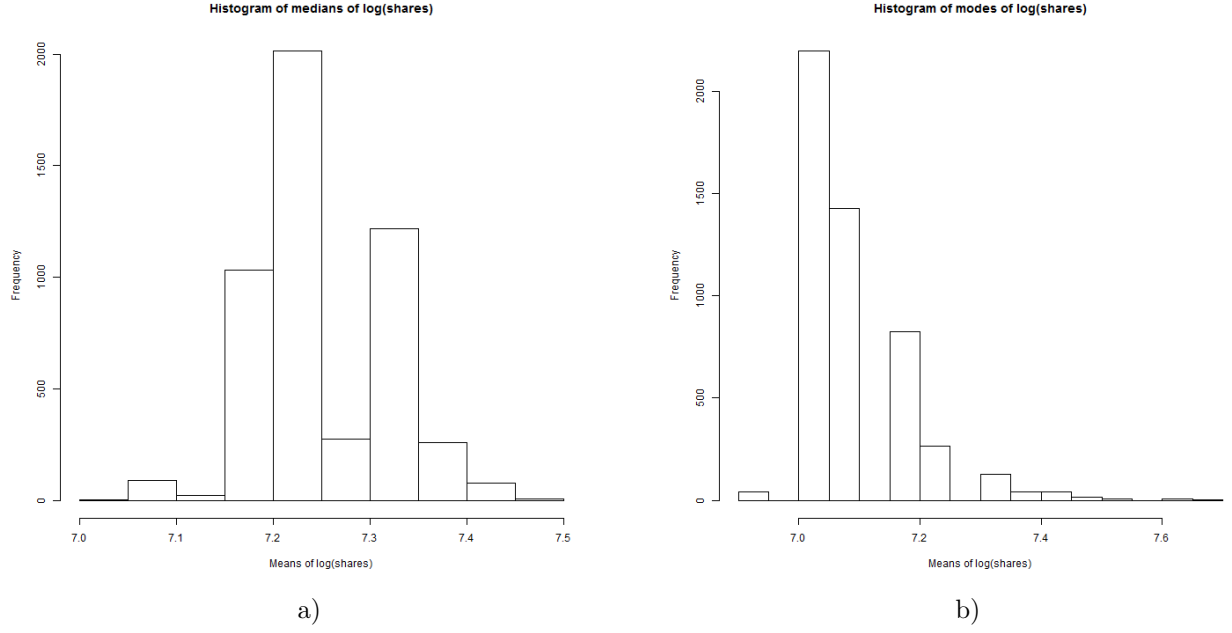 Histogram of medians of log(shares)
Frequency
2000
1500
1000
500
0
7.0 7.1 7.2 7.3 7.4 7.5
Means of log(shares)
a)
Histogram of modes of log(shares)
Frequency
2000
1500
1000
500
0
7.0 7.2 7.4 7.6
Means of log(shares)
b)